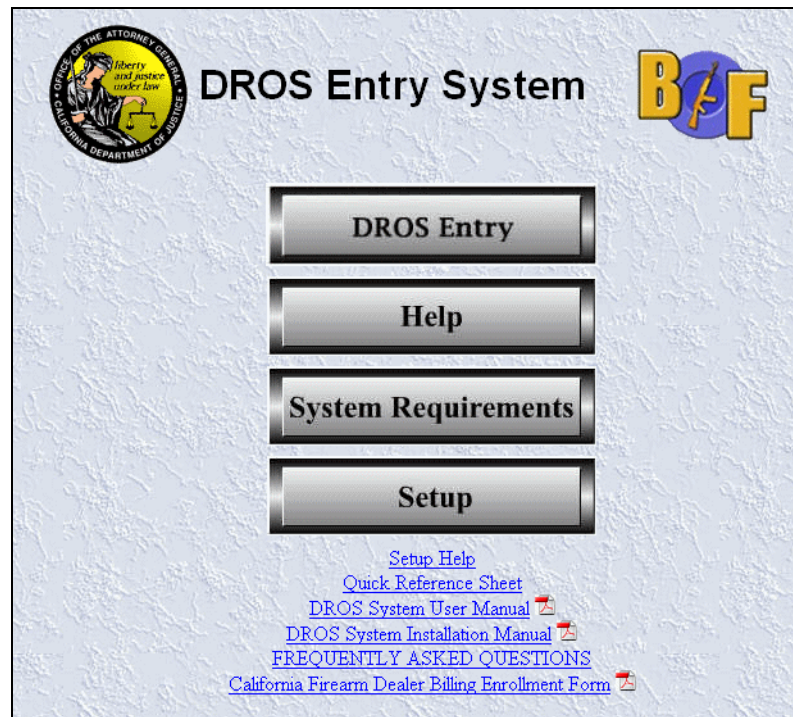 OFFICE OF THE ATTORNEY GENERAL
liberty
and justice
under law
CALIFORNIA DEPARTMENT OF JUSTICE
DROS Entry System
BOF
DROS Entry
Help
System Requirements
Setup
Setup Help
Quick Reference Sheet
DROS System User Manual
DROS System Installation Manual
FREQUENTLY ASKED QUESTIONS
California Firearm Dealer Billing Enrollment Form